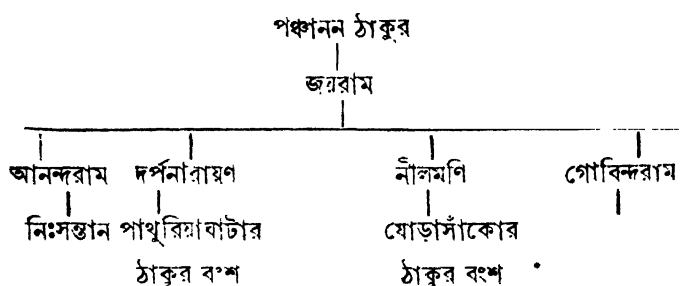 পঞ্চানন ঠাকুর
জয়রাম
আনন্দরাম দর্পনারায়ণ নীলমণি গোবিন্দরাম
নিঃসন্তান পাথুরিয়াঘাটার যোড়াসাঁকোর
ঠাকুর বংশ ঠাকুর বংশ